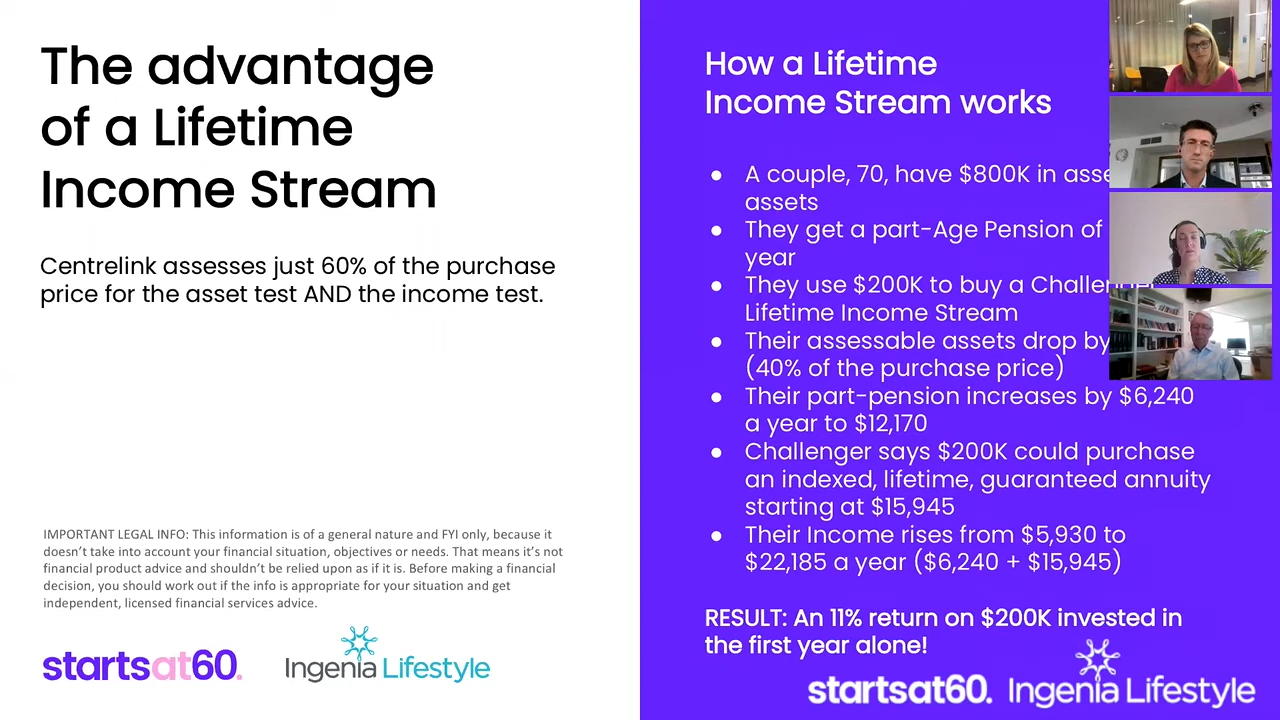 The advantage
of a Lifetime
Income Stream
Centrelink assesses just 60% of the purchase
price for the asset test AND the income test.
IMPORTANT LEGAL INFO: This information is of a general nature and FYI only, because it
doesn't take into account your financial situation, objectives or needs. That means it's not
financial product advice and shouldn't be relied upon as if it is. Before making a financial
decision, you should work out if the info is appropriate for your situation and get
independent, licensed financial services advice.
startsat60.
Ingenia Lifestyle
How a Lifetime
Income Stream works
● A couple, 70, have $800K in
assets
● They get a part-Age Pension of
year
● They use $200K to buy a
Lifetime Income Stream
● Their assessable assets drop by
(40% of the purchase price)
● Their part-pension increases by $6,240
a year to $12,170
● Challenger says $200K could purchase
an indexed, lifetime, guaranteed annuity
starting at $15,945
● Their Income rises from $5,930 to
$22,185 a year ($6,240 + $15,945)
RESULT: An 11% return on $200K invested in
the first year alone!
startsat60.
Ingenia Lifestyle